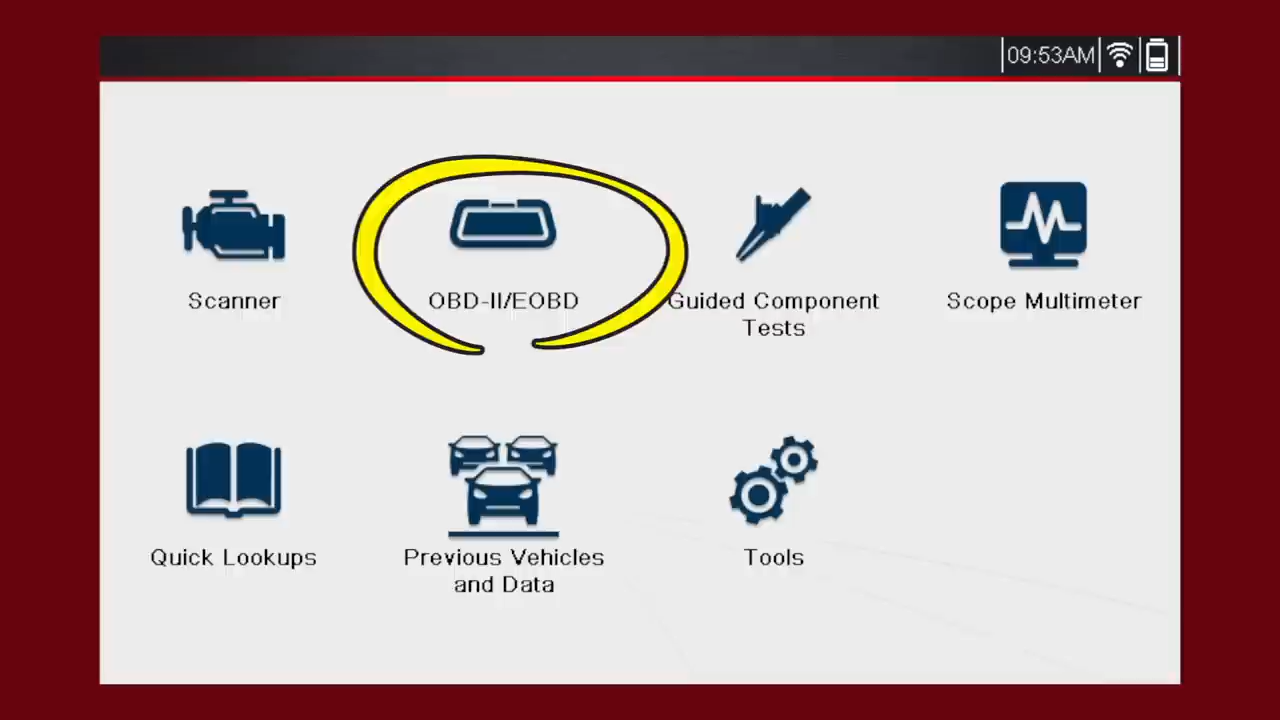 09:53AM
Scanner
OBD-II/EOBD
Guided Component
Tests
Scope Multimeter
Quick Lookups
Previous Vehicles
and Data
Tools